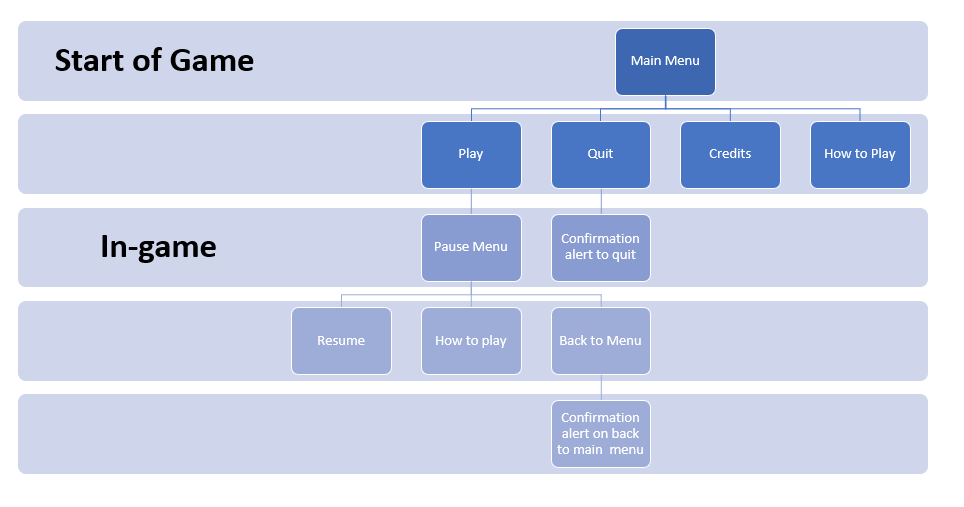 Start of Game
Main Menu
Play
Quit
Credits
How to Play
In-game
Pause Menu
Confirmation
alert to quit
Resume
How to play
Back to Menu
Confirmation
alert on back
to main menu